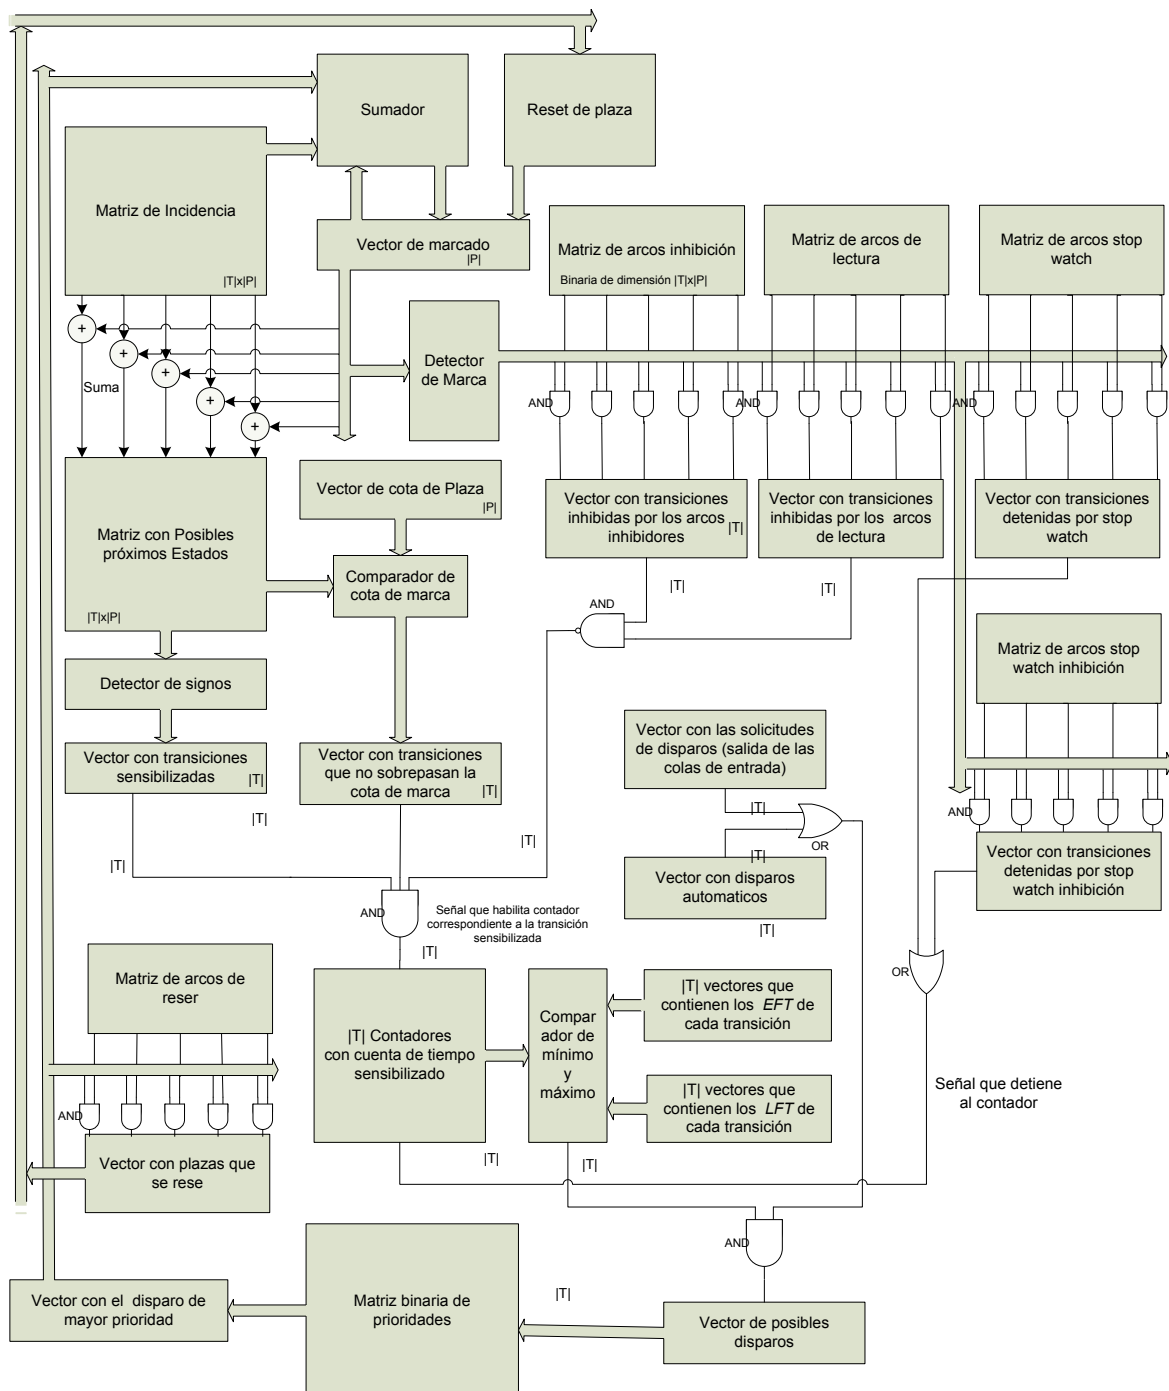 Sumador
Reset de plaza
Matriz de Incidencia
|T|x|P|
Vector de marcado
|P|
Matriz de arcos inhibición
Binaria de dimensión |T|x|P|
Matriz de arcos de
lectura
Matriz de arcos stop
watch
+
+
+
+
+
Suma
Detector
de Marca
AND
AND
AND
Matriz con Posibles
próximos Estados
|T|x|P|
Vector de cota de Plaza
|P|
Vector con transiciones
inhibidas por los arcos
inhibidores
|T|
Vector con transiciones
inhibidas por los arcos
de lectura
Vector con transiciones
detenidas por stop
watch
Comparador de
cota de marca
|T|
|T|
AND
Matriz de arcos stop
watch inhibición
Detector de signos
Vector con transiciones
sensibilizadas
|T|
Vector con transiciones
que no sobrepasan la
cota de marca
|T|
Vector con las solicitudes
de disparos (salida de las
colas de entrada)
|T|
OR
|T|
Vector con disparos
automaticos
|T|
AND
Vector con transiciones
detenidas por stop
watch inhibición
|T|
|T|
|T|
AND
Señal que habilita contador
correspondiente a la transición
sensibilizada
|T|
Matriz de arcos de
reser
|T| Contadores
con cuenta de tiempo
sensibilizado
Compar
ador de
mínimo
y
máximo
|T| vectores que
contienen los EFT de
cada transición
|T| vectores que
contienen los LFT de
cada transición
OR
Señal que detiene
al contador
AND
Vector con plazas que
se rese
|T|
|T|
AND
Vector con el disparo de
mayor prioridad
Matriz binaria de
prioridades
|T|
Vector de posibles
disparos